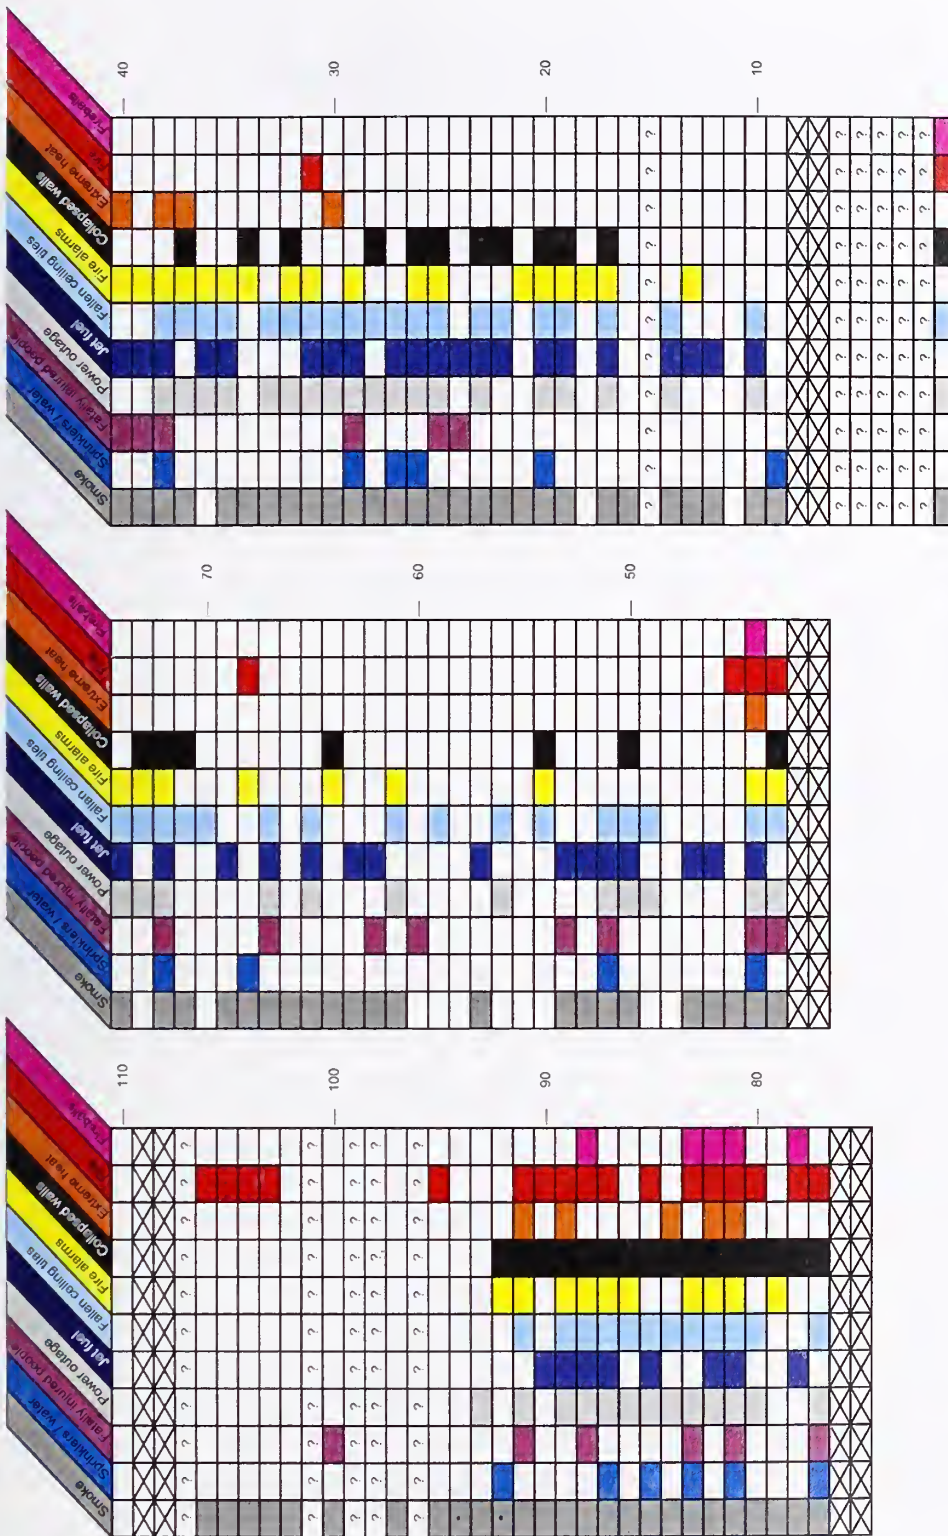 Smoke
Sprinklers / water
Fatally injured people
Power outage
Jet fuel
Fallen ceiling tiles
Fire alarms
Collapsed walls
Extreme heat
Fire
Fireballs
110
? ? ? ? ? ? ? ? ? ? ?
? ? ? ? ? ? ? ? ? ? ?
100
? ? ? ? ? ? ? ? ? ? ?
? ? ? ? ? ? ? ? ? ? ?
? ? ? ? ? ? ? ? ? ? ?
90
80
Smoke
Sprinklers / water
Fatally injured people
Power outage
Jet fuel
Fallen ceiling tiles
Fire alarms
Collapsed walls
Extreme heat
Fire
Fireballs
70
60
50
Smoke
Sprinklers / water
Fatally injured people
Power outage
Jet fuel
Fallen ceiling tiles
Fire alarms
Collapsed walls
Extreme heat
Fire
Fireballs
40
30
20
? ? ? ? ? ? ? ? ? ? ?
10
? ? ? ? ? ? ? ? ? ? ?
? ? ? ? ? ? ? ? ? ? ?
? ? ? ? ? ? ? ? ? ? ?
? ? ? ? ? ? ? ? ? ? ?
? ? ? ? ? ? ? ? ? ? ?